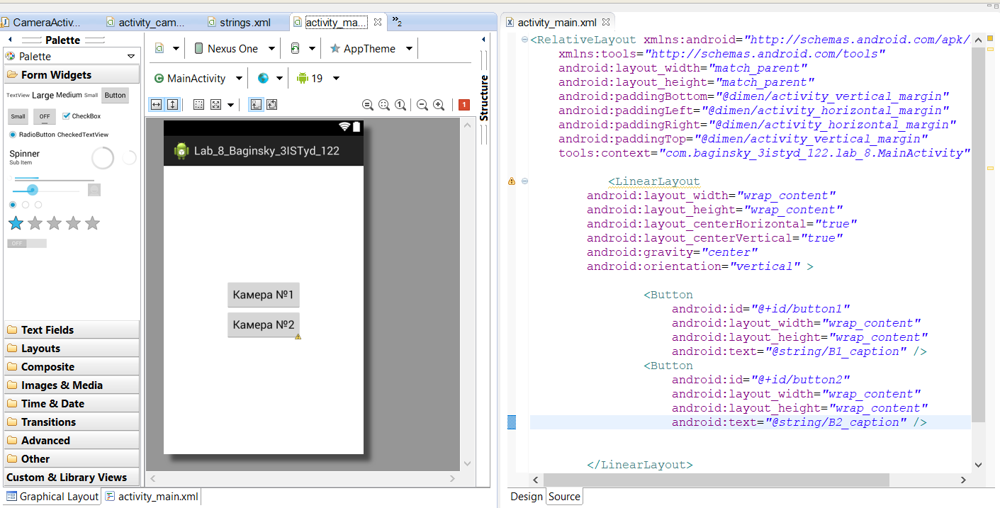 CameraActiv...
activity_cam...
strings.xml
activity_ma...
»2
Palette
Palette
Form Widgets
TextView Large Medium Small Button
Small OFF CheckBox
RadioButton CheckedTextView
Spinner
Sub Item
OFF
Text Fields
Layouts
Composite
Images & Media
Time & Date
Transitions
Advanced
Other
Custom & Library Views
Graphical Layout
activity_main.xml
Nexus One
AppTheme
MainActivity
19
1
Structure
Lab_8_Baginsky_3ISTyd_122
Камера №1
Камера №2
activity_main.xml
<RelativeLayout xmlns:android="http://schemas.android.com/apk/
xmlns:tools="http://schemas.android.com/tools"
android:layout_width="match_parent"
android:layout_height="match_parent"
android:paddingBottom="@dimen/activity_vertical_margin"
android:paddingLeft="@dimen/activity_horizontal_margin"
android:paddingRight="@dimen/activity_horizontal_margin"
android:paddingTop="@dimen/activity_vertical_margin"
tools:context="com.baginsky_3istyd_122.lab_8.MainActivity"
<LinearLayout
android:layout_width="wrap_content"
android:layout_height="wrap_content"
android:layout_centerHorizontal="true"
android:layout_centerVertical="true"
android:gravity="center"
android:orientation="vertical" >
<Button
android:id="@+id/button1"
android:layout_width="wrap_content"
android:layout_height="wrap_content"
android:text="@string/B1_caption" />
<Button
android:id="@+id/button2"
android:layout_width="wrap_content"
android:layout_height="wrap_content"
android:text="@string/B2_caption" />
</LinearLayout>
Design
Source